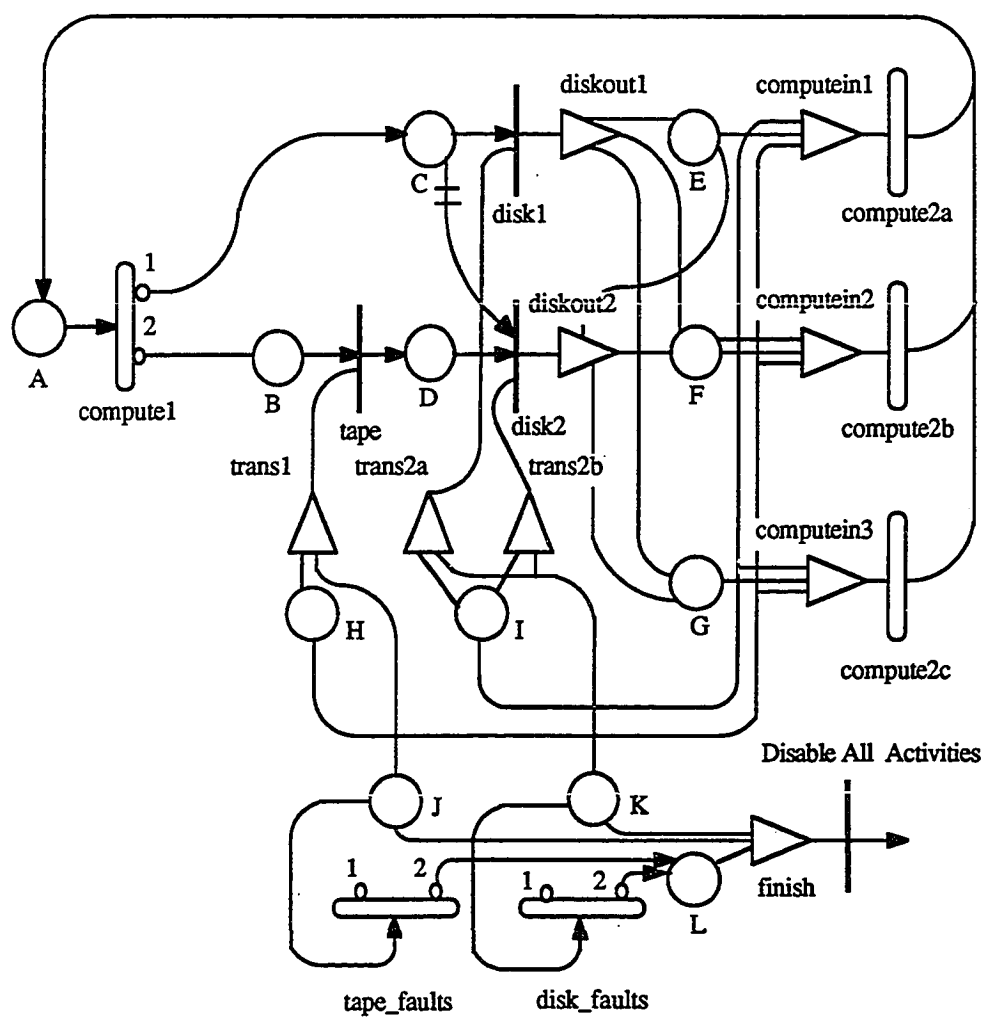 diskout1
computein1
C
E
disk1
compute2a
1
2
diskout2
computein2
A
B
D
F
compute1
tape
disk2
compute2b
trans1
trans2a
trans2b
computein3
H
I
G
compute2c
Disable All Activities
J
K
1
2
1
2
finish
L
tape_faults
disk_faults